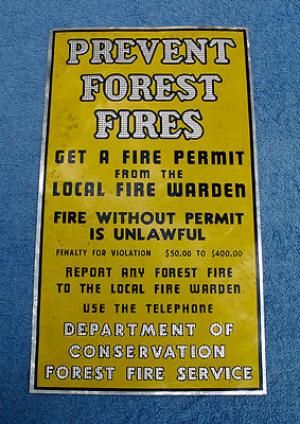 PREVENT
FOREST
FIRES
GET A FIRE PERMIT
FROM THE
LOCAL FIRE WARDEN
FIRE WITHOUT PERMIT
IS UNLAWFUL
PENALTY FOR VIOLATION $50.00 TO $400.00
REPORT ANY FOREST FIRE
TO THE LOCAL FIRE WARDEN
USE THE TELEPHONE
DEPARTMENT OF
CONSERVATION
FOREST FIRE SERVICE